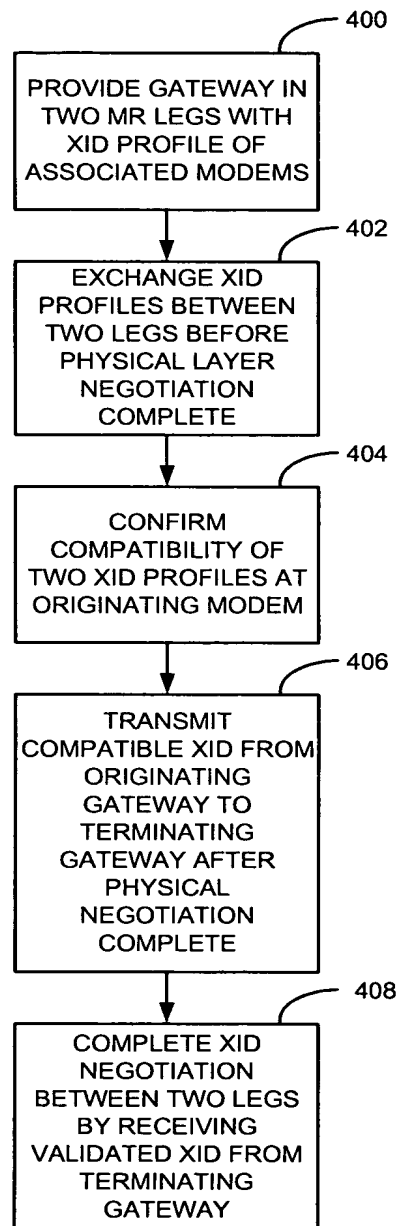 400
PROVIDE GATEWAY IN
TWO MR LEGS WITH
XID PROFILE OF
ASSOCIATED MODEMS
402
EXCHANGE XID
PROFILES BETWEEN
TWO LEGS BEFORE
PHYSICAL LAYER
NEGOTIATION
COMPLETE
404
CONFIRM
COMPATIBILITY OF
TWO XID PROFILES AT
ORIGINATING MODEM
406
TRANSMIT
COMPATIBLE XID FROM
ORIGINATING
GATEWAY TO
TERMINATING
GATEWAY AFTER
PHYSICAL
NEGOTIATION
COMPLETE
408
COMPLETE XID
NEGOTIATION
BETWEEN TWO LEGS
BY RECEIVING
VALIDATED XID FROM
TERMINATING
GATEWAY